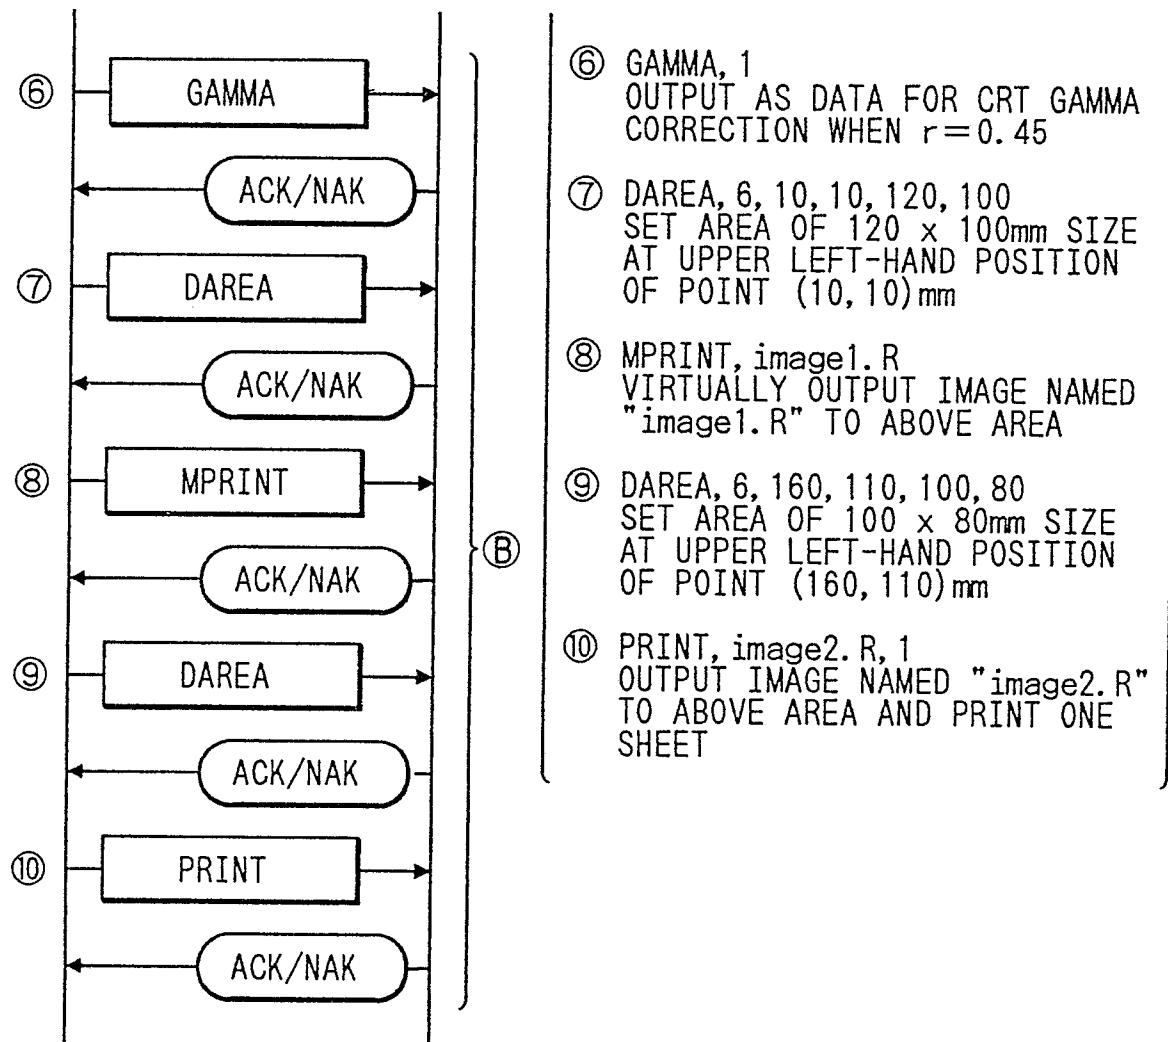 ⑥ GAMMA
ACK/NAK
⑦ DAREA
ACK/NAK
⑧ MPRINT
ACK/NAK
⑨ DAREA
ACK/NAK
⑩ PRINT
ACK/NAK
Ⓑ
⑥ GAMMA, 1
OUTPUT AS DATA FOR CRT GAMMA
CORRECTION WHEN r=0.45
⑦ DAREA, 6, 10, 10, 120, 100
SET AREA OF 120 x 100mm SIZE
AT UPPER LEFT-HAND POSITION
OF POINT (10, 10)mm
⑧ MPRINT, image1.R
VIRTUALLY OUTPUT IMAGE NAMED
"image1.R" TO ABOVE AREA
⑨ DAREA, 6, 160, 110, 100, 80
SET AREA OF 100 x 80mm SIZE
AT UPPER LEFT-HAND POSITION
OF POINT (160, 110)mm
⑩ PRINT, image2.R, 1
OUTPUT IMAGE NAMED "image2.R"
TO ABOVE AREA AND PRINT ONE
SHEET